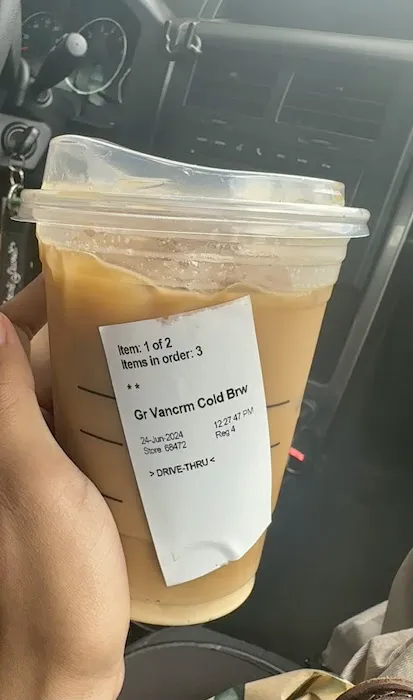 Item: 1 of 2
Items in order: 3
* *
Gr Vancrm Cold Brw
24-Jun-2024 12:27:47 PM
Store: 68472 Reg 4
> DRIVE-THRU <